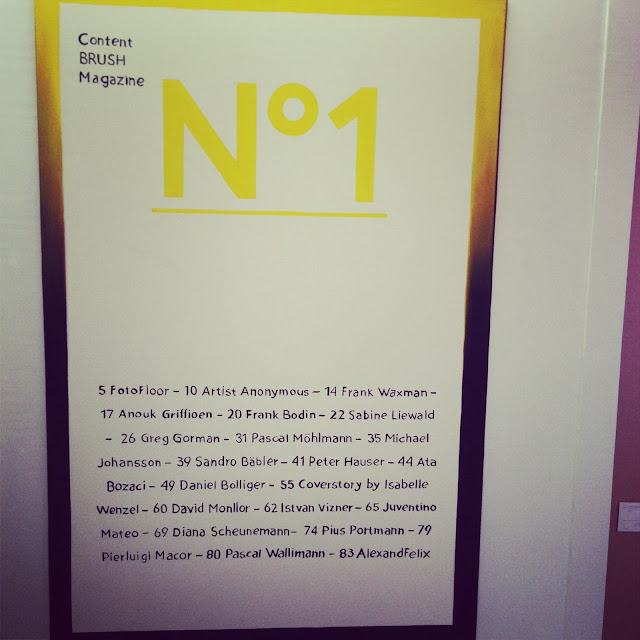 Content
BRUSH
Magazine
Nº1
5 FotoFloor – 10 Artist Anonymous – 14 Frank Waxman –
17 Anouk Griffioen – 20 Frank Bodin – 22 Sabine Liewald
– 26 Greg Gorman – 31 Pascal Möhlmann – 35 Michael
Johansson – 39 Sandro Bäbler – 41 Peter Hauser – 44 Ata
Bozaci – 49 Daniel Bolliger – 55 Coverstory by Isabelle
Wenzel – 60 David Monllor – 62 Istvan Vizner – 65 Juventino
Mateo – 69 Diana Scheunemann– 74 Pius Portmann – 79
Pierluigi Macor – 80 Pascal Wallimann – 83 AlexandFelix